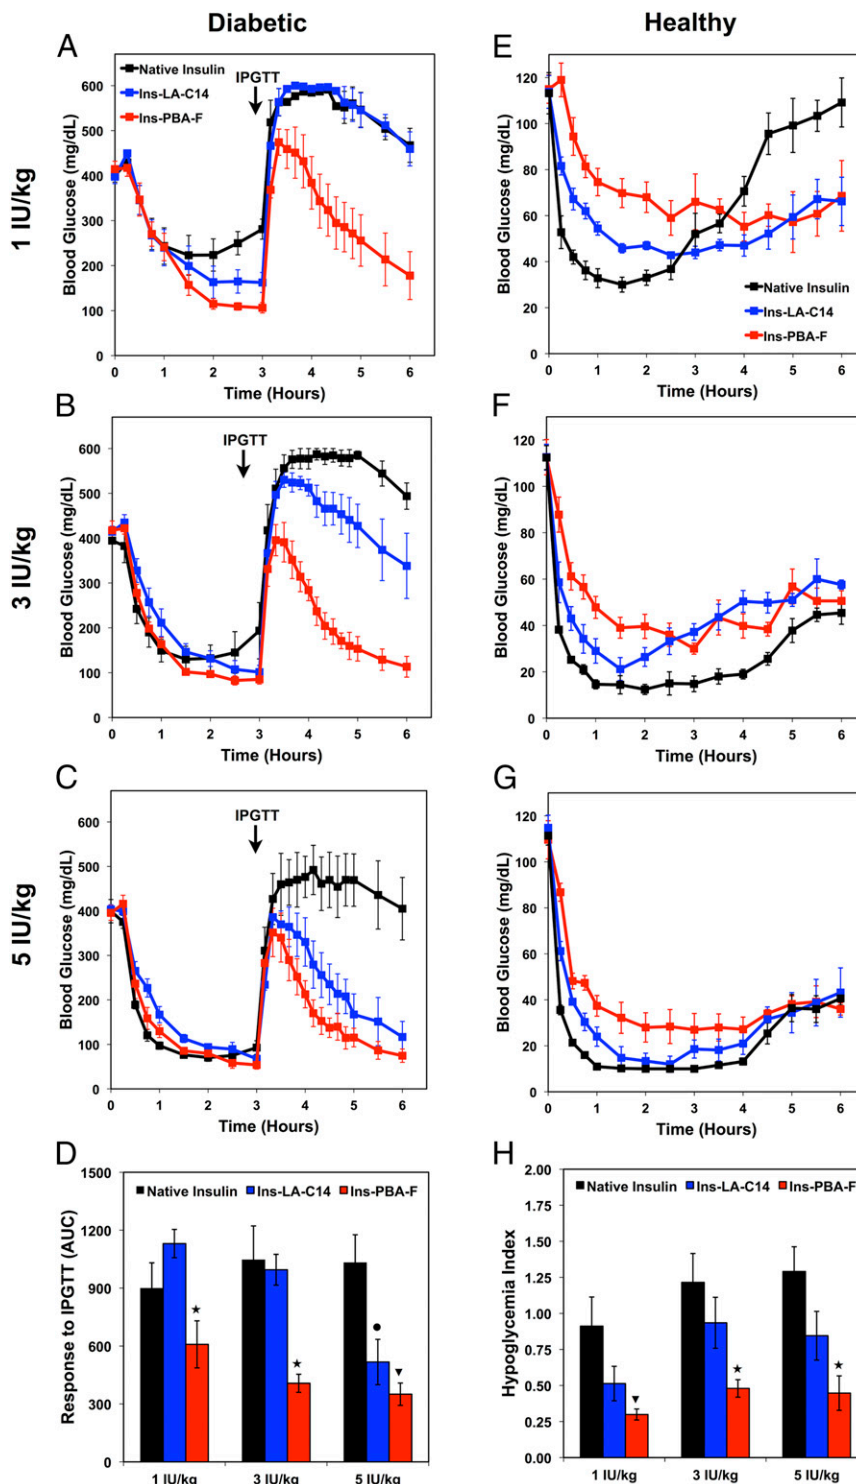 Diabetic
Healthy
1 IU/kg
3 IU/kg
5 IU/kg
A
Blood Glucose (mg/dL)
600
500
400
300
200
100
0
0 1 2 3 4 5 6
Time (Hours)
Native Insulin
Ins-LA-C14
Ins-PBA-F
IPGTT
B
Blood Glucose (mg/dL)
600
500
400
300
200
100
0
0 1 2 3 4 5 6
Time (Hours)
IPGTT
C
Blood Glucose (mg/dL)
600
500
400
300
200
100
0
0 1 2 3 4 5 6
Time (Hours)
IPGTT
D
Response to IPGTT (AUC)
1500
1200
900
600
300
0
Native Insulin Ins-LA-C14 Ins-PBA-F
1 IU/kg 3 IU/kg 5 IU/kg
E
Blood Glucose (mg/dL)
120
100
80
60
40
20
0
0 1 2 3 4 5 6
Time (Hours)
Native Insulin
Ins-LA-C14
Ins-PBA-F
F
Blood Glucose (mg/dL)
120
100
80
60
40
20
0
0 1 2 3 4 5 6
Time (Hours)
G
Blood Glucose (mg/dL)
120
100
80
60
40
20
0
0 1 2 3 4 5 6
Time (Hours)
H
Hypoglycemia Index
2.00
1.75
1.50
1.25
1.00
0.75
0.50
0.25
0.00
Native Insulin Ins-LA-C14 Ins-PBA-F
1 IU/kg 3 IU/kg 5 IU/kg